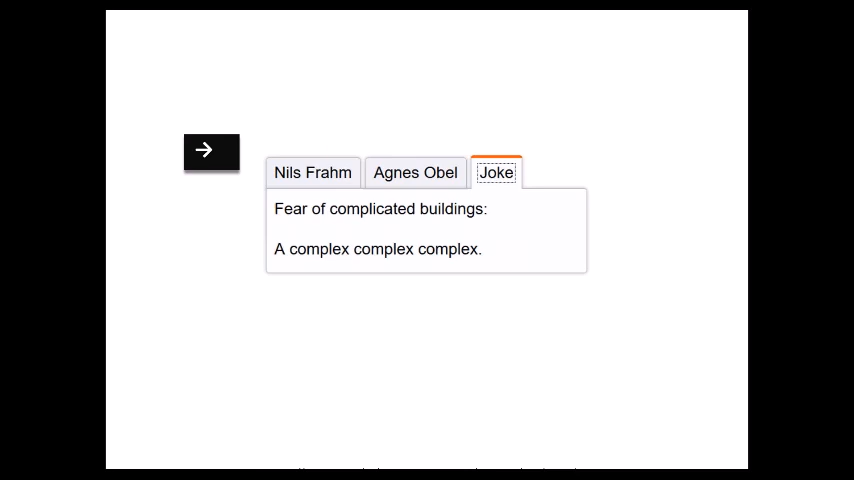 Nils Frahm Agnes Obel Joke
Fear of complicated buildings:
A complex complex complex.